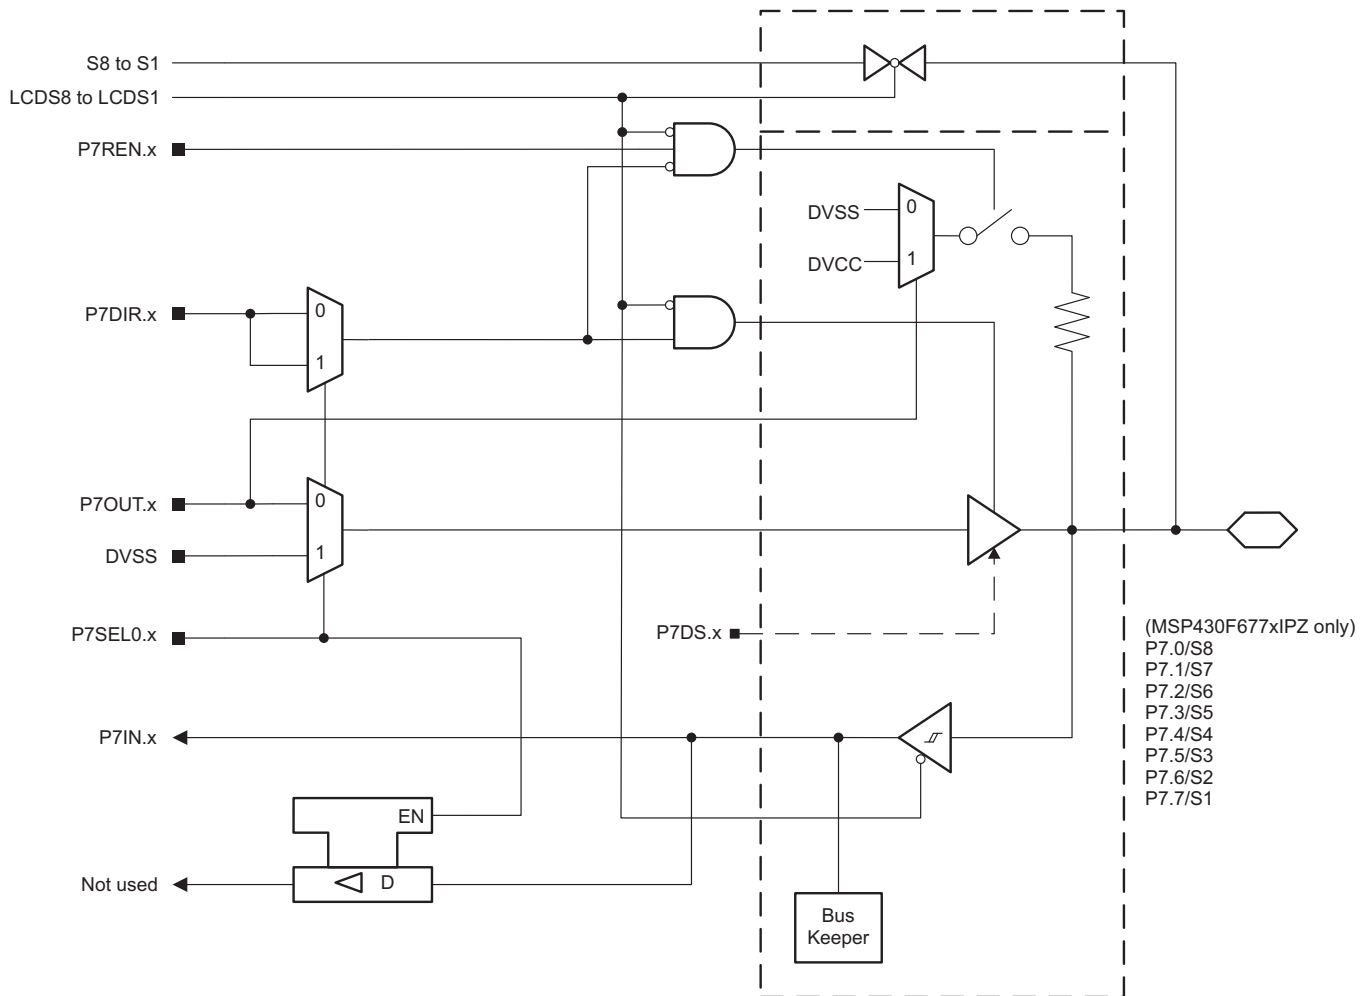 S8 to S1
LCDS8 to LCDS1
P7REN.x
DVSS
0
DVCC
1
P7DIR.x
0
1
P7OUT.x
0
DVSS
1
P7SEL0.x
P7DS.x
(MSP430F677xIPZ only)
P7.0/S8
P7.1/S7
P7.2/S6
P7.3/S5
P7.4/S4
P7.5/S3
P7.6/S2
P7.7/S1
P7IN.x
EN
Not used
D
Bus
Keeper